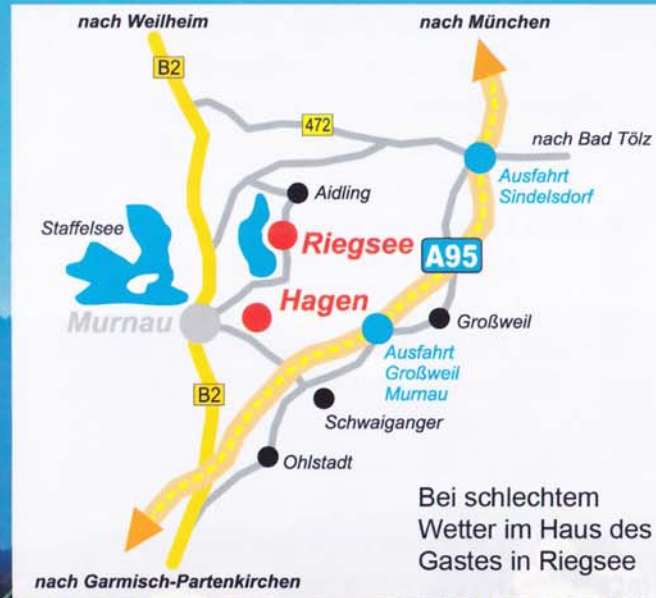 nach Weilheim
nach München
B2
472
nach Bad Tölz
Ausfahrt
Sindelsdorf
Aidling
Staffelsee
Riegsee
A95
Hagen
Murnau
Großweil
Ausfahrt
Großweil
Murnau
B2
Schwaiganger
Ohlstadt
Bei schlechtem
Wetter im Haus des
Gastes in Riegsee
nach Garmisch-Partenkirchen